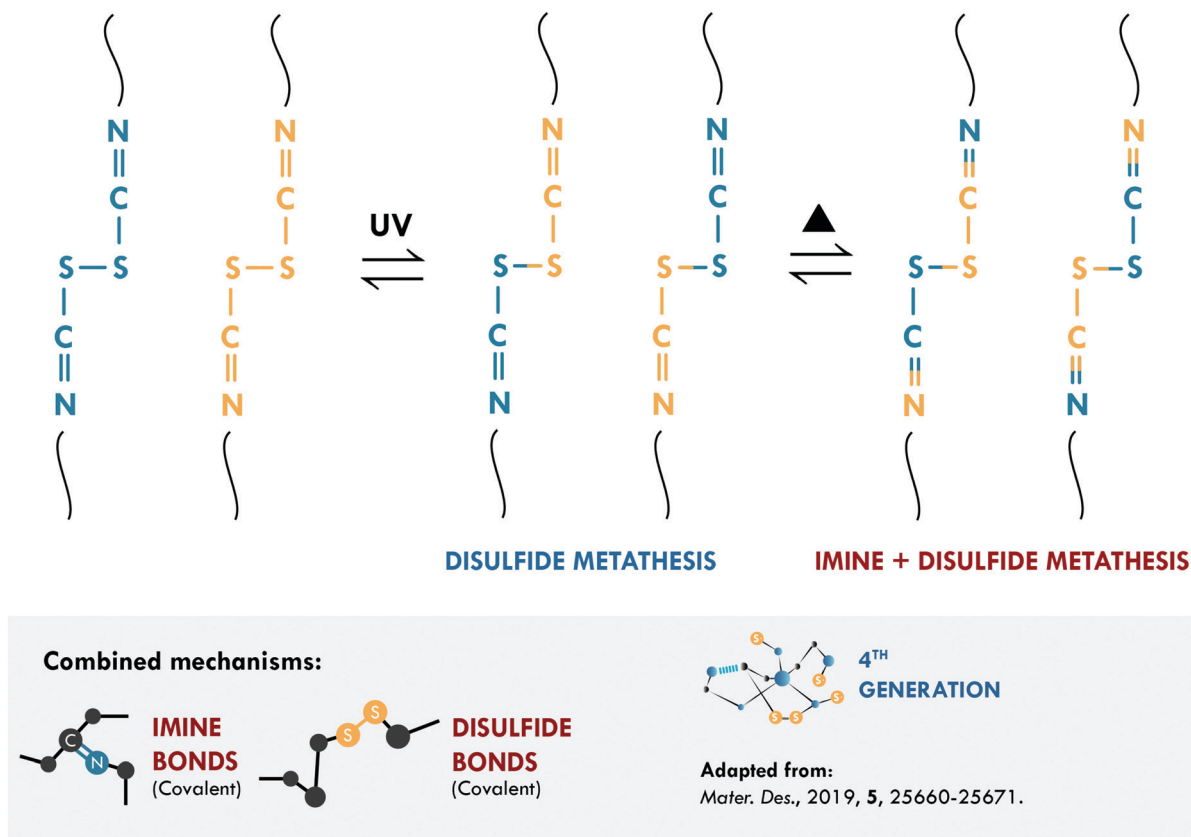 N N N N N N
C C C C C C
UV
S S S S S S S S S S S S
C C C C C C
N N N N N N
DISULFIDE METATHESIS
IMINE + DISULFIDE METATHESIS
Combined mechanisms:
C N
IMINE
BONDS
(Covalent)
S S
DISULFIDE
BONDS
(Covalent)
S S S S S
4TH
GENERATION
Adapted from:
Mater. Des., 2019, 5, 25660-25671.